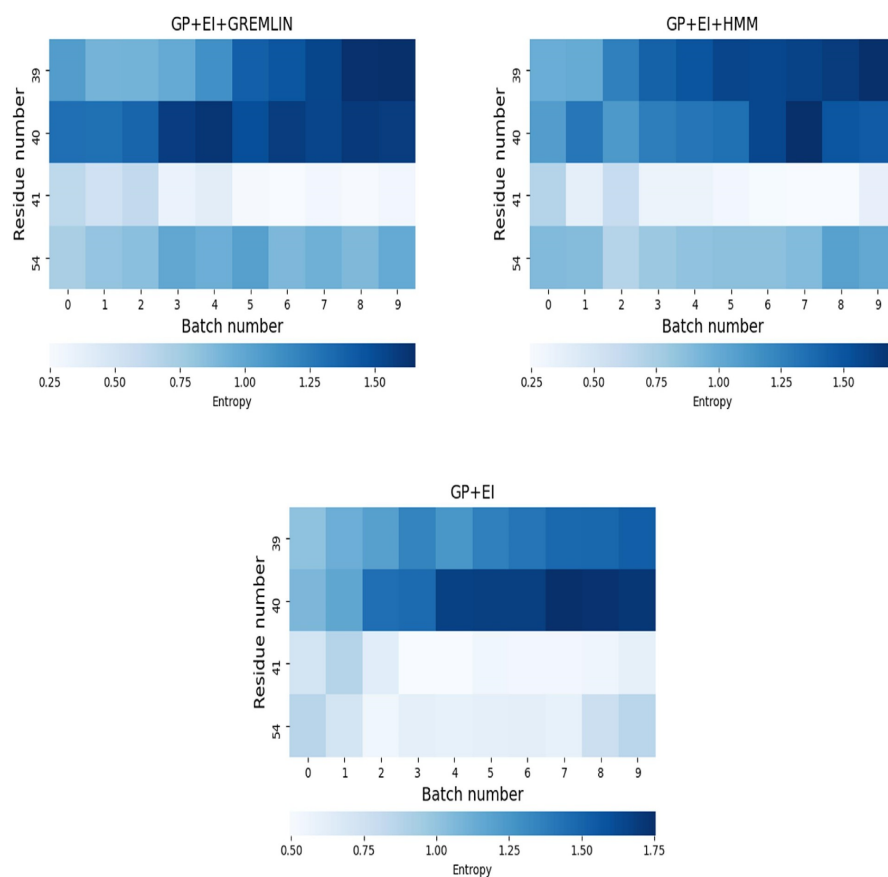 GP+EI+GREMLIN
Residue number
39
40
41
54
0 1 2 3 4 5 6 7 8 9
Batch number
0.25 0.50 0.75 1.00 1.25 1.50
Entropy
GP+EI+HMM
Residue number
39
40
41
54
0 1 2 3 4 5 6 7 8 9
Batch number
0.25 0.50 0.75 1.00 1.25 1.50
Entropy
GP+EI
Residue number
39
40
41
54
0 1 2 3 4 5 6 7 8 9
Batch number
0.50 0.75 1.00 1.25 1.50 1.75
Entropy